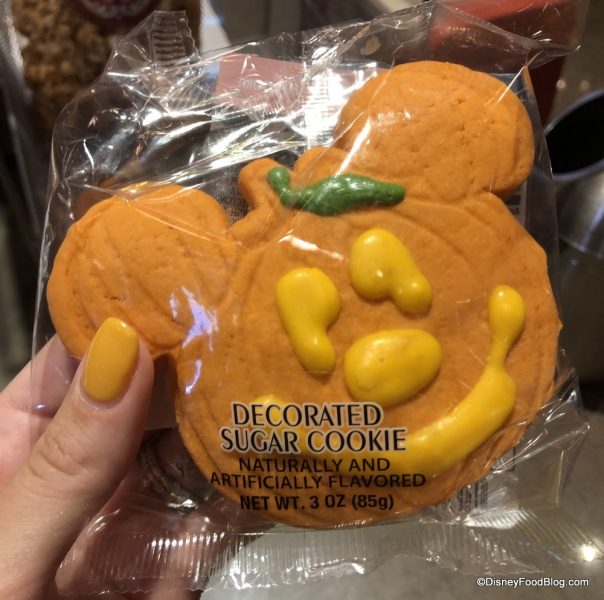 DECORATED
SUGAR COOKIE
NATURALLY AND
ARTIFICIALLY FLAVORED
NET WT. 3 OZ (85g)
©DisneyFoodBlog.com